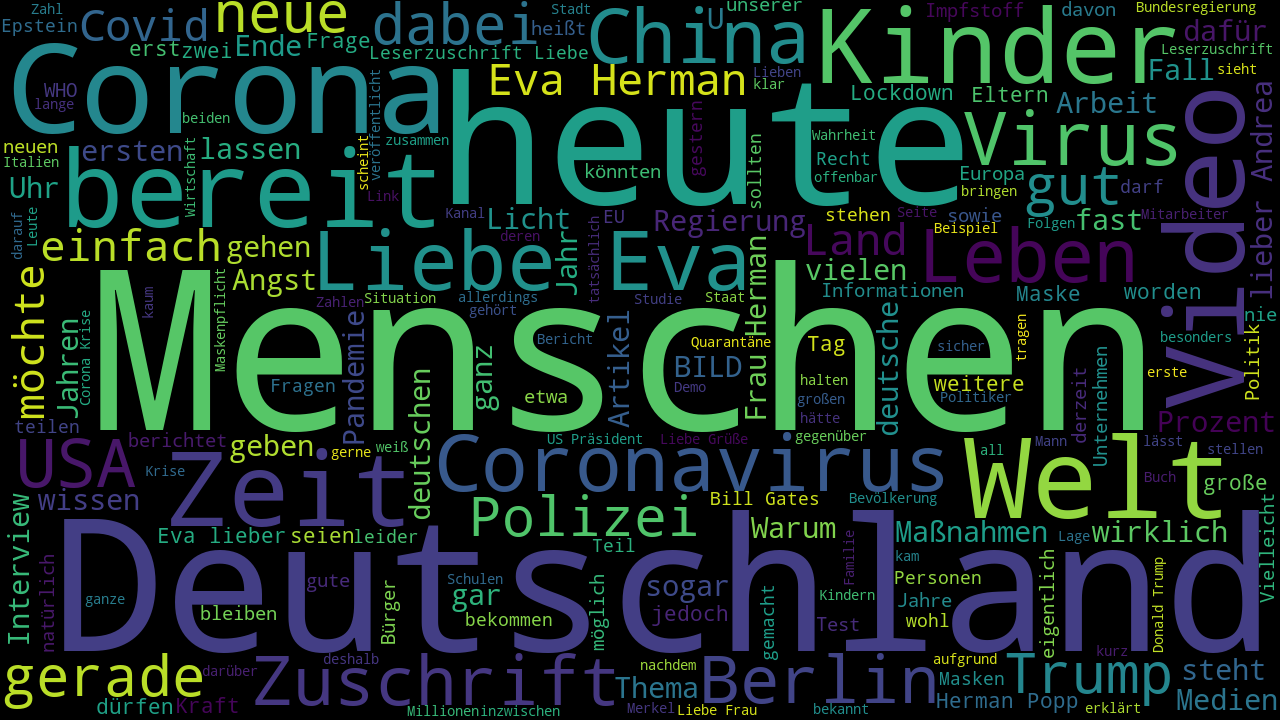 Zahl
Epstein
Covid
neue
dabei
Stadt
heißt
unserer
Impfstoff
davon
Bundesregierung
dafür
Corona
erst
zwei
Ende
Frage
Leserzuschrift Liebe
China
U
Kinder
Leserzuschrift
Fall
sieht
WHO
lange
beiden
veröffentlicht
Eva Herman
Lieben
klar
Lockdown
Eltern
Arbeit
neuen
Italien
ersten
lassen
Wirtschaft
bereit
scheint
zusammen
heute
gestern
könnten
sollten
Wahrheit
Recht
offenbar
Virus
Europa
bringen
gut
darf
Video
Andrea
Uhr
Link
Kanal
Licht
deren
EU
Regierung
stehen
Seite
sowie
Beispiel
Folgen
fast
Mitarbeiter
darauf
Leute
einfach
gehen
Liebe
Jahr
tatsächlich
Eva
Land
Leben
lieber Andrea
möchte
kaum
Maskenpflicht
Angst
Zahlen
Situation
allerdings
gehört
Studie
Staat
Frau Herman
vielen
Informationen
Maske
worden
nie
besonders
Menschen
Jahren
Corona Krise
Fragen
Pandemie
ganz
Bericht
etwa
Artikel
Quarantäne
BILD
Demo
Tag
halten
großen
hätte
deutsche
sicher
weitere
Politiker
tragen
derzeit
Unternehmen
erste
Politik
teilen
USA
berichtet
Krise
geben
weiß
gerne
deutschen
US Präsident
Liebe Grüße
gegenüber
Coronavirus
Welt
all
Mann
lässt
stellen
Buch
Prozent
große
wissen
Zeit
Interview
Eva lieber
seien
leider
Polizei
Teil
Bill Gates
Bevölkerung
Warum
Maßnahmen
Lage
wirklich
Vielleicht
Deutschland
natürlich
ganze
gute
bleiben
Bürger
Schulen
gar
bekommen
möglich
sogar
jedoch
gemacht
Test
Familie
Kindern
kam
Personen
Jahre
wohl
eigentlich
Donald Trump
kurz
gerade
darüber
dürfen
Kraft
Zuschrift
deshalb
Millionen
inzwischen
nachdem
Thema
Merkel
Liebe Frau
Berlin
bekannt
aufgrund
Masken
Herman Popp
Trump
erklärt
steht
Medien